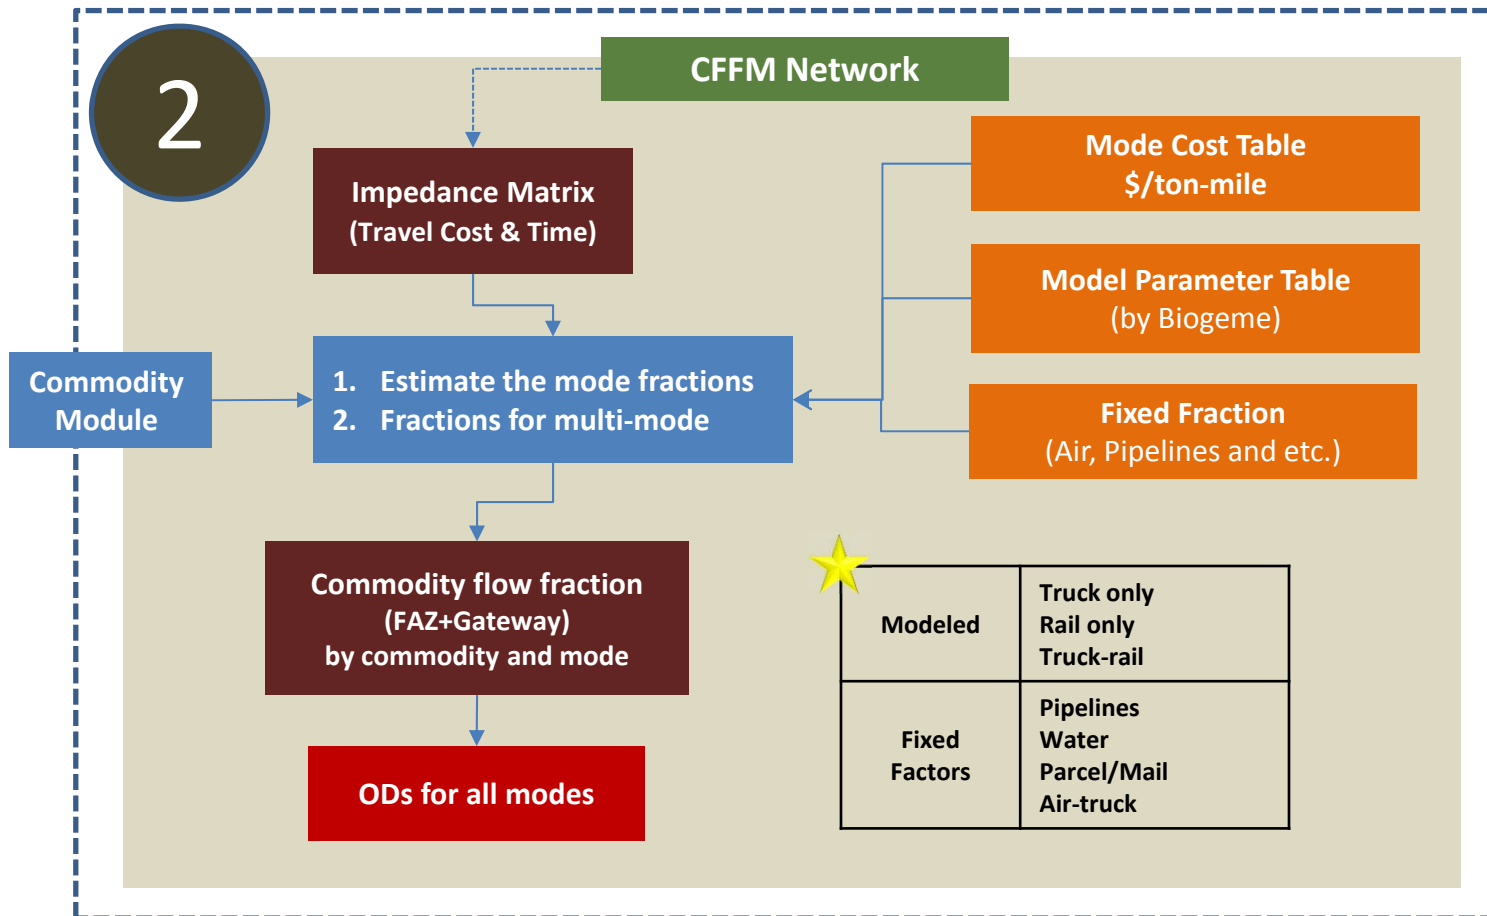 2
CFFM Network
Impedance Matrix
(Travel Cost & Time)
Mode Cost Table
$/ton-mile
Model Parameter Table
(by Biogeme)
Fixed Fraction
(Air, Pipelines and etc.)
Commodity
Module
1. Estimate the mode fractions
2. Fractions for multi-mode
Commodity flow fraction
(FAZ+Gateway)
by commodity and mode
ODs for all modes
Modeled
Truck only
Rail only
Truck-rail
Fixed
Factors
Pipelines
Water
Parcel/Mail
Air-truck